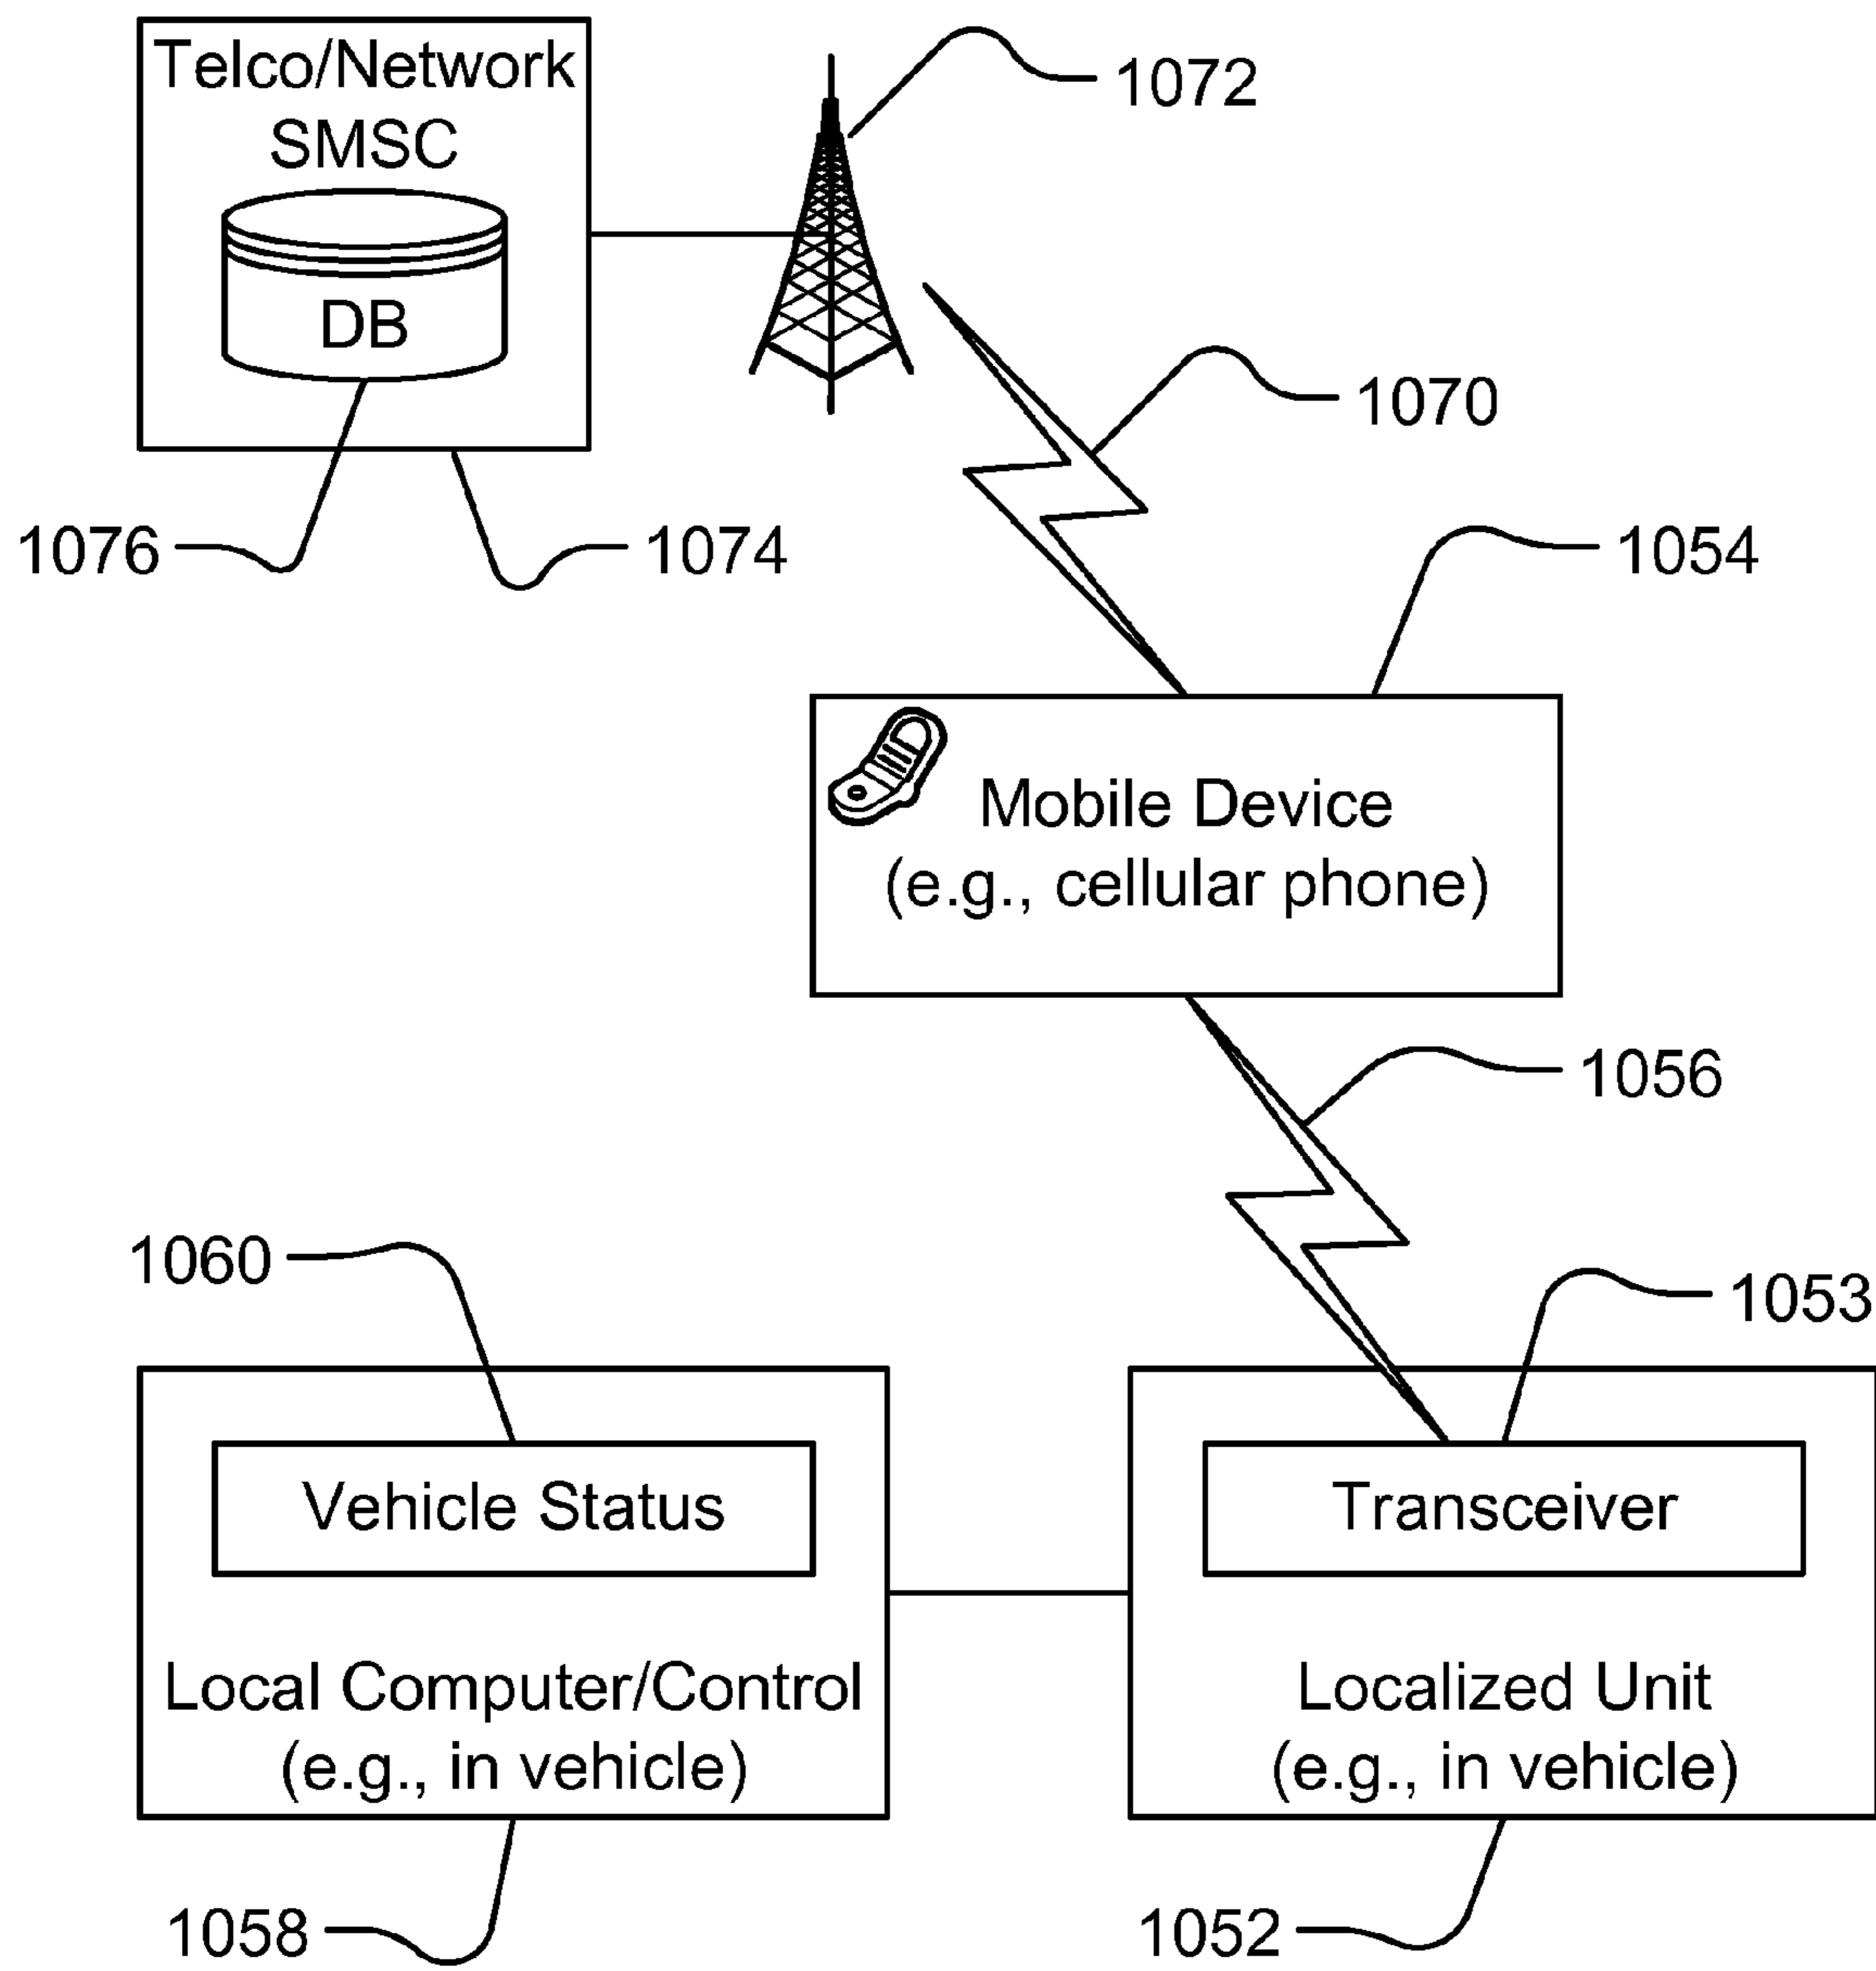 Telco/Network
SMSC
DB
1072
1070
1076
1074
1054
Mobile Device
(e.g., cellular phone)
1056
1060
1053
Vehicle Status
Transceiver
Local Computer/Control
(e.g., in vehicle)
Localized Unit
(e.g., in vehicle)
1058
1052